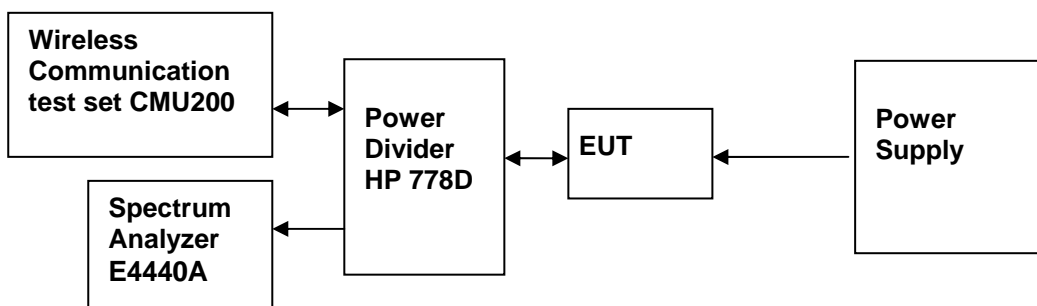 Wireless
Communication
test set CMU200
Power
Divider
HP 778D
EUT
Power
Supply
Spectrum
Analyzer
E4440A